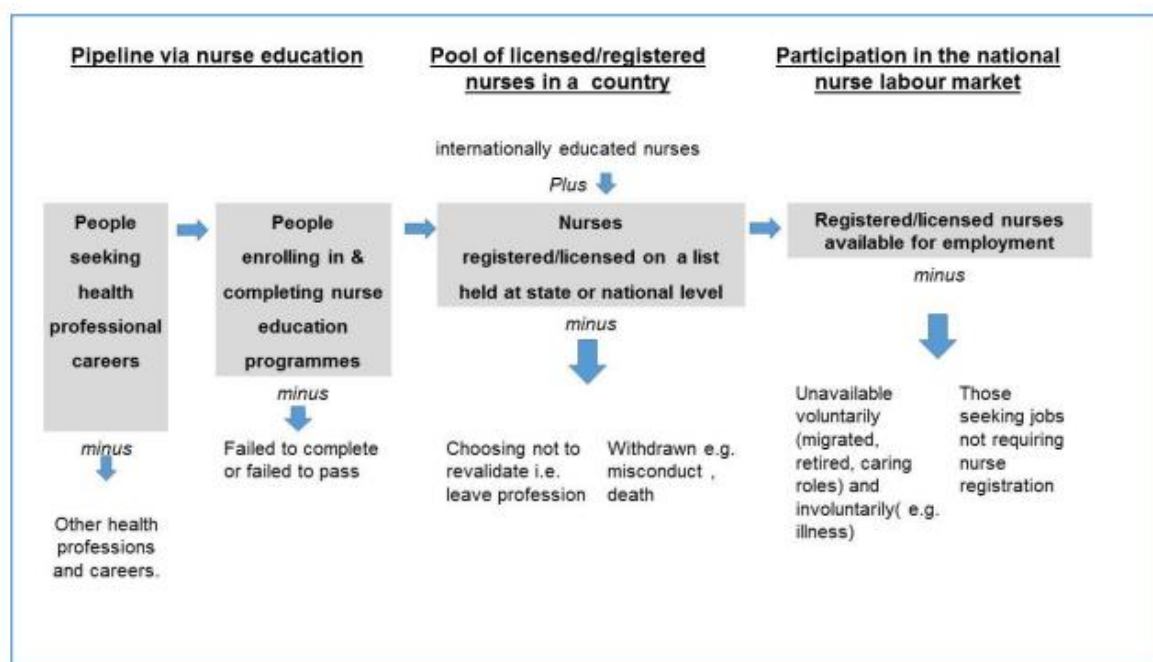 Pipeline via nurse education
Pool of licensed/registered
nurses in a country
Participation in the national
nurse labour market
internationally educated nurses
Plus
People
seeking
health
professional
careers
People
enrolling in &
completing nurse
education
programmes
Nurses
registered/licensed on a list
held at state or national level
Registered/licensed nurses
available for employment
minus
Other health
professions
and careers.
minus
Failed to complete
or failed to pass
minus
Choosing not to
revalidate i.e.
leave profession
Withdrawn e.g.
misconduct ,
death
minus
Unavailable
voluntarily
(migrated,
retired, caring
roles) and
involuntarily( e.g.
illness)
Those
seeking jobs
not requiring
nurse
registration